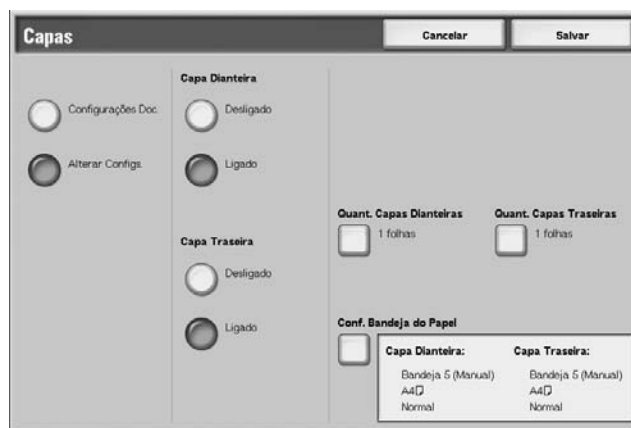 Capas
Cancelar
Salvar
Configurações Doc.
Alterar Configs.
Capa Dianteira
Desligado
Ligado
Capa Traseira
Desligado
Ligado
Quant. Capas Dianteiras
1 folhas
Quant. Capas Traseiras
1 folhas
Conf. Bandeja do Papel
Capa Dianteira:
Bandeja 5 (Manual)
A4
Normal
Capa Traseira:
Bandeja 5 (Manual)
A4
Normal